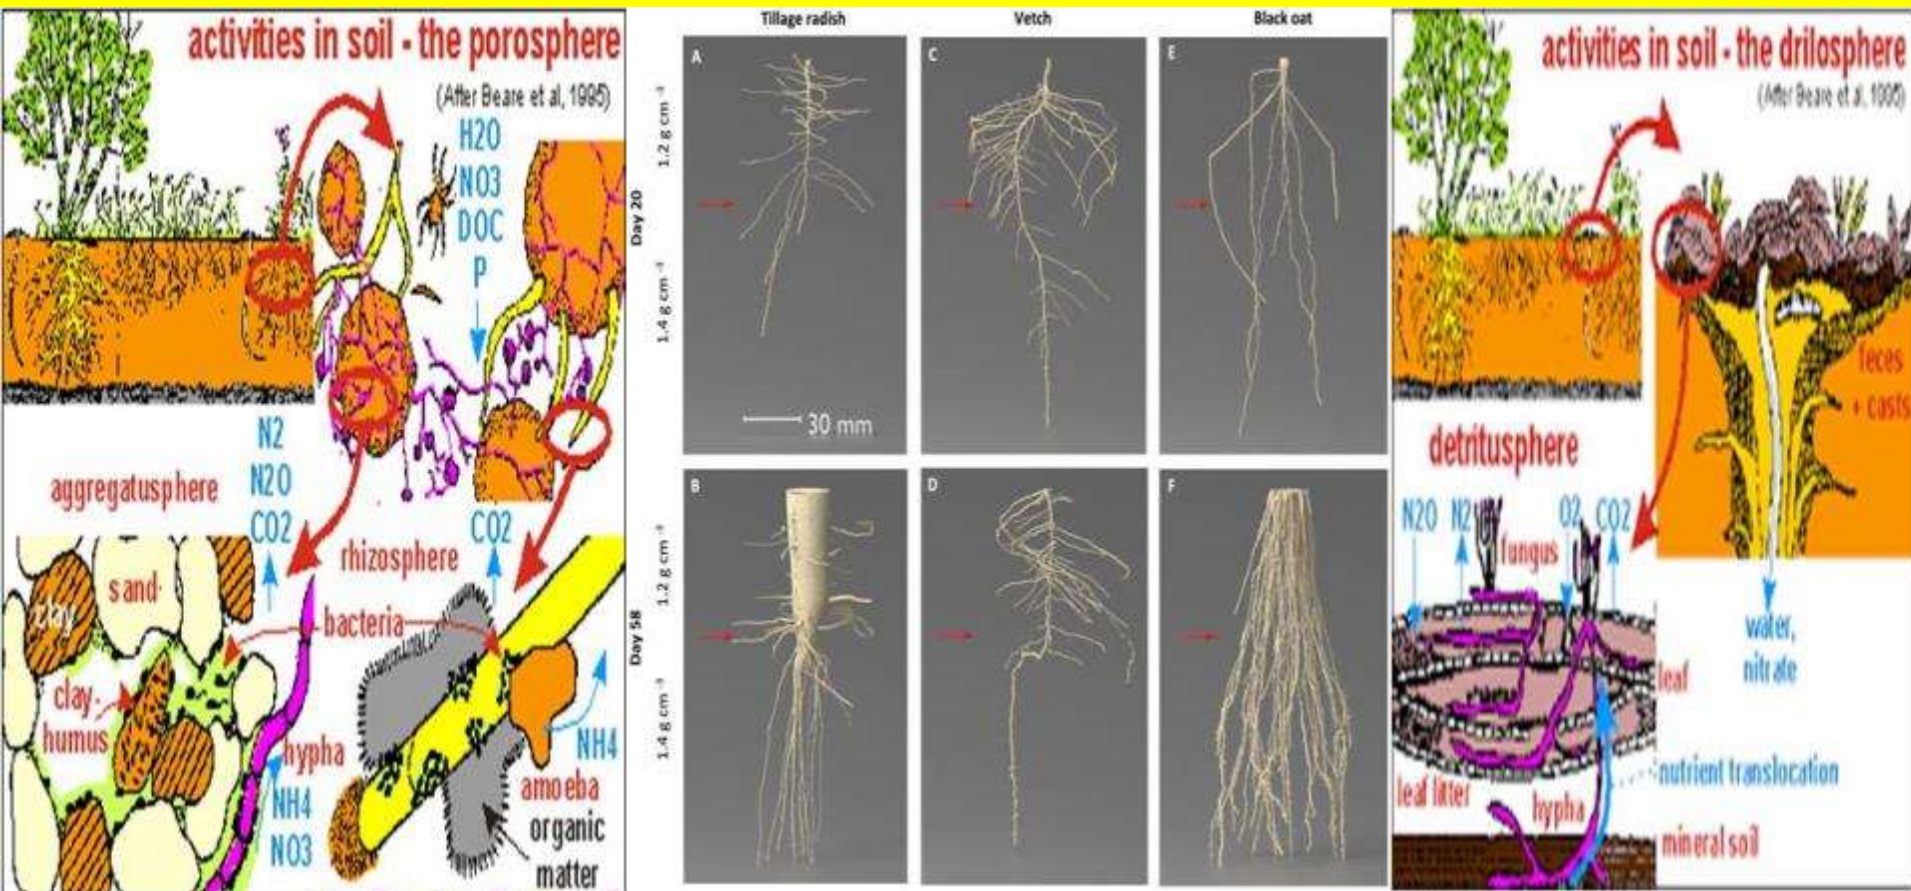 activities in soil - the porosphere
(After Beare et al, 1995)
H2O
NO3
DOC
P
N2
N2O
CO2
aggregatusphere
CO2
rhizosphere
sand
clay
bacteria
clay-
humus
hypha
NH4
NO3
NH4
amoeba
organic
matter
Tillage radish
Vetch
Black oat
A
C
E
1.2 g cm⁻³
Day 20
1.4 g cm⁻³
30 mm
B
D
F
1.2 g cm⁻³
Day 58
1.4 g cm⁻³
activities in soil - the drilosphere
(After Beare et al, 1995)
feces
+ casts
detritusphere
N2O
N2
O2
CO2
fungus
water,
nitrate
leaf
nutrient translocation
leaf litter
hypha
mineral soil